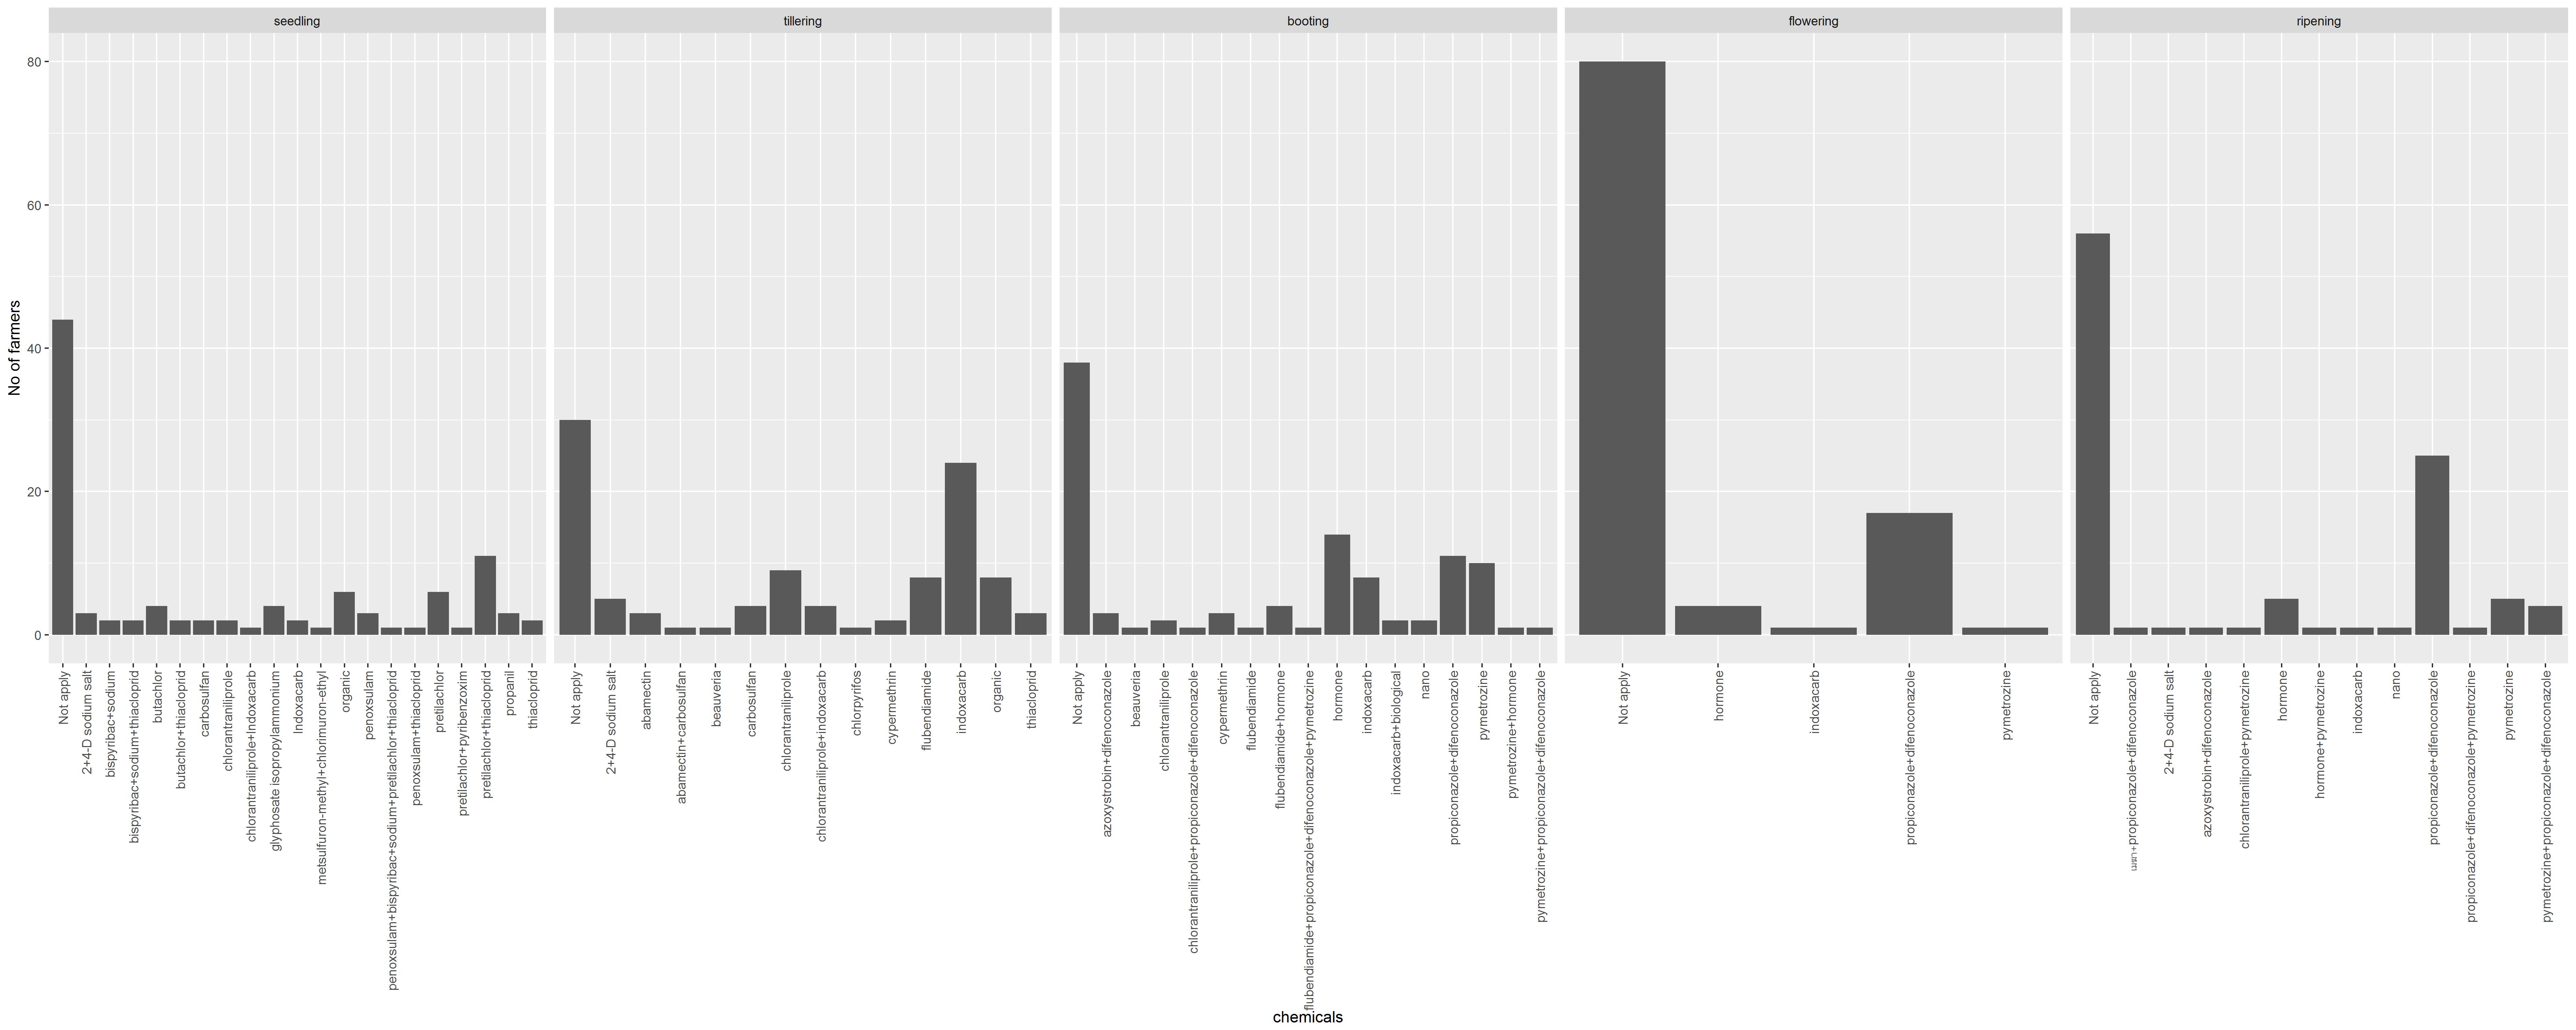 seedling
tillering
booting
flowering
ripening
No of farmers
80
60
40
20
0
Not apply
2+4-D sodium salt
bispyribac+sodium
bispyribac+sodium+thiacloprid
butachlor
butachlor+thiacloprid
carbosulfan
chlorantraniliprole
chlorantraniliprole+Indoxacarb
glyphosate isopropylammonium
Indoxacarb
metsulfuron-methyl+chlorimuron-ethyl
organic
penoxsulam
penoxsulam+bispyribac+sodium+pretilachlor+thiacloprid
penoxsulam+thiacloprid
pretilachlor
pretilachlor+pyribenzoxim
pretilachlor+thiacloprid
propanil
thiacloprid
Not apply
2+4-D sodium salt
abamectin
abamectin+carbosulfan
beauveria
carbosulfan
chlorantraniliprole
chlorantraniliprole+indoxacarb
chlorpyrifos
cypermethrin
flubendiamide
indoxacarb
organic
thiacloprid
Not apply
azoxystrobin+difenoconazole
beauveria
chlorantraniliprole
chlorantraniliprole+propiconazole+difenoconazole
cypermethrin
flubendiamide
flubendiamide+hormone
flubendiamide+propiconazole+difenoconazole+pymetrozine
hormone
indoxacarb
indoxacarb+biological
nano
propiconazole+difenoconazole
pymetrozine
pymetrozine+hormone
pymetrozine+propiconazole+difenoconazole
Not apply
hormone
indoxacarb
propiconazole+difenoconazole
pymetrozine
Not apply
+propiconazole+difenoconazole
2+4-D sodium salt
azoxystrobin+difenoconazole
chloramtraniliprole+pymetrozine
hormone
hormone+pymetrozine
indoxacarb
nano
propiconazole+difenoconazole
propiconazole+difenoconazole+pymetrozine
pymetrozine
pymetrozine+propiconazole+difenoconazole
chemicals